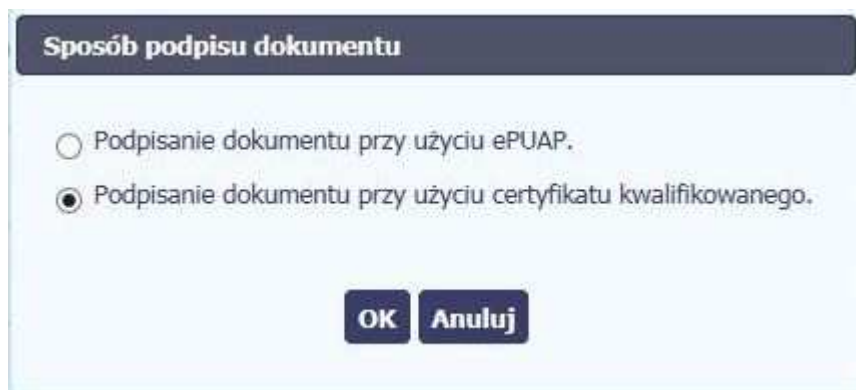 Sposób podpisu dokumentu
Podpisanie dokumentu przy użyciu ePUAP.
Podpisanie dokumentu przy użyciu certyfikatu kwalifikowanego.
OK Anuluj